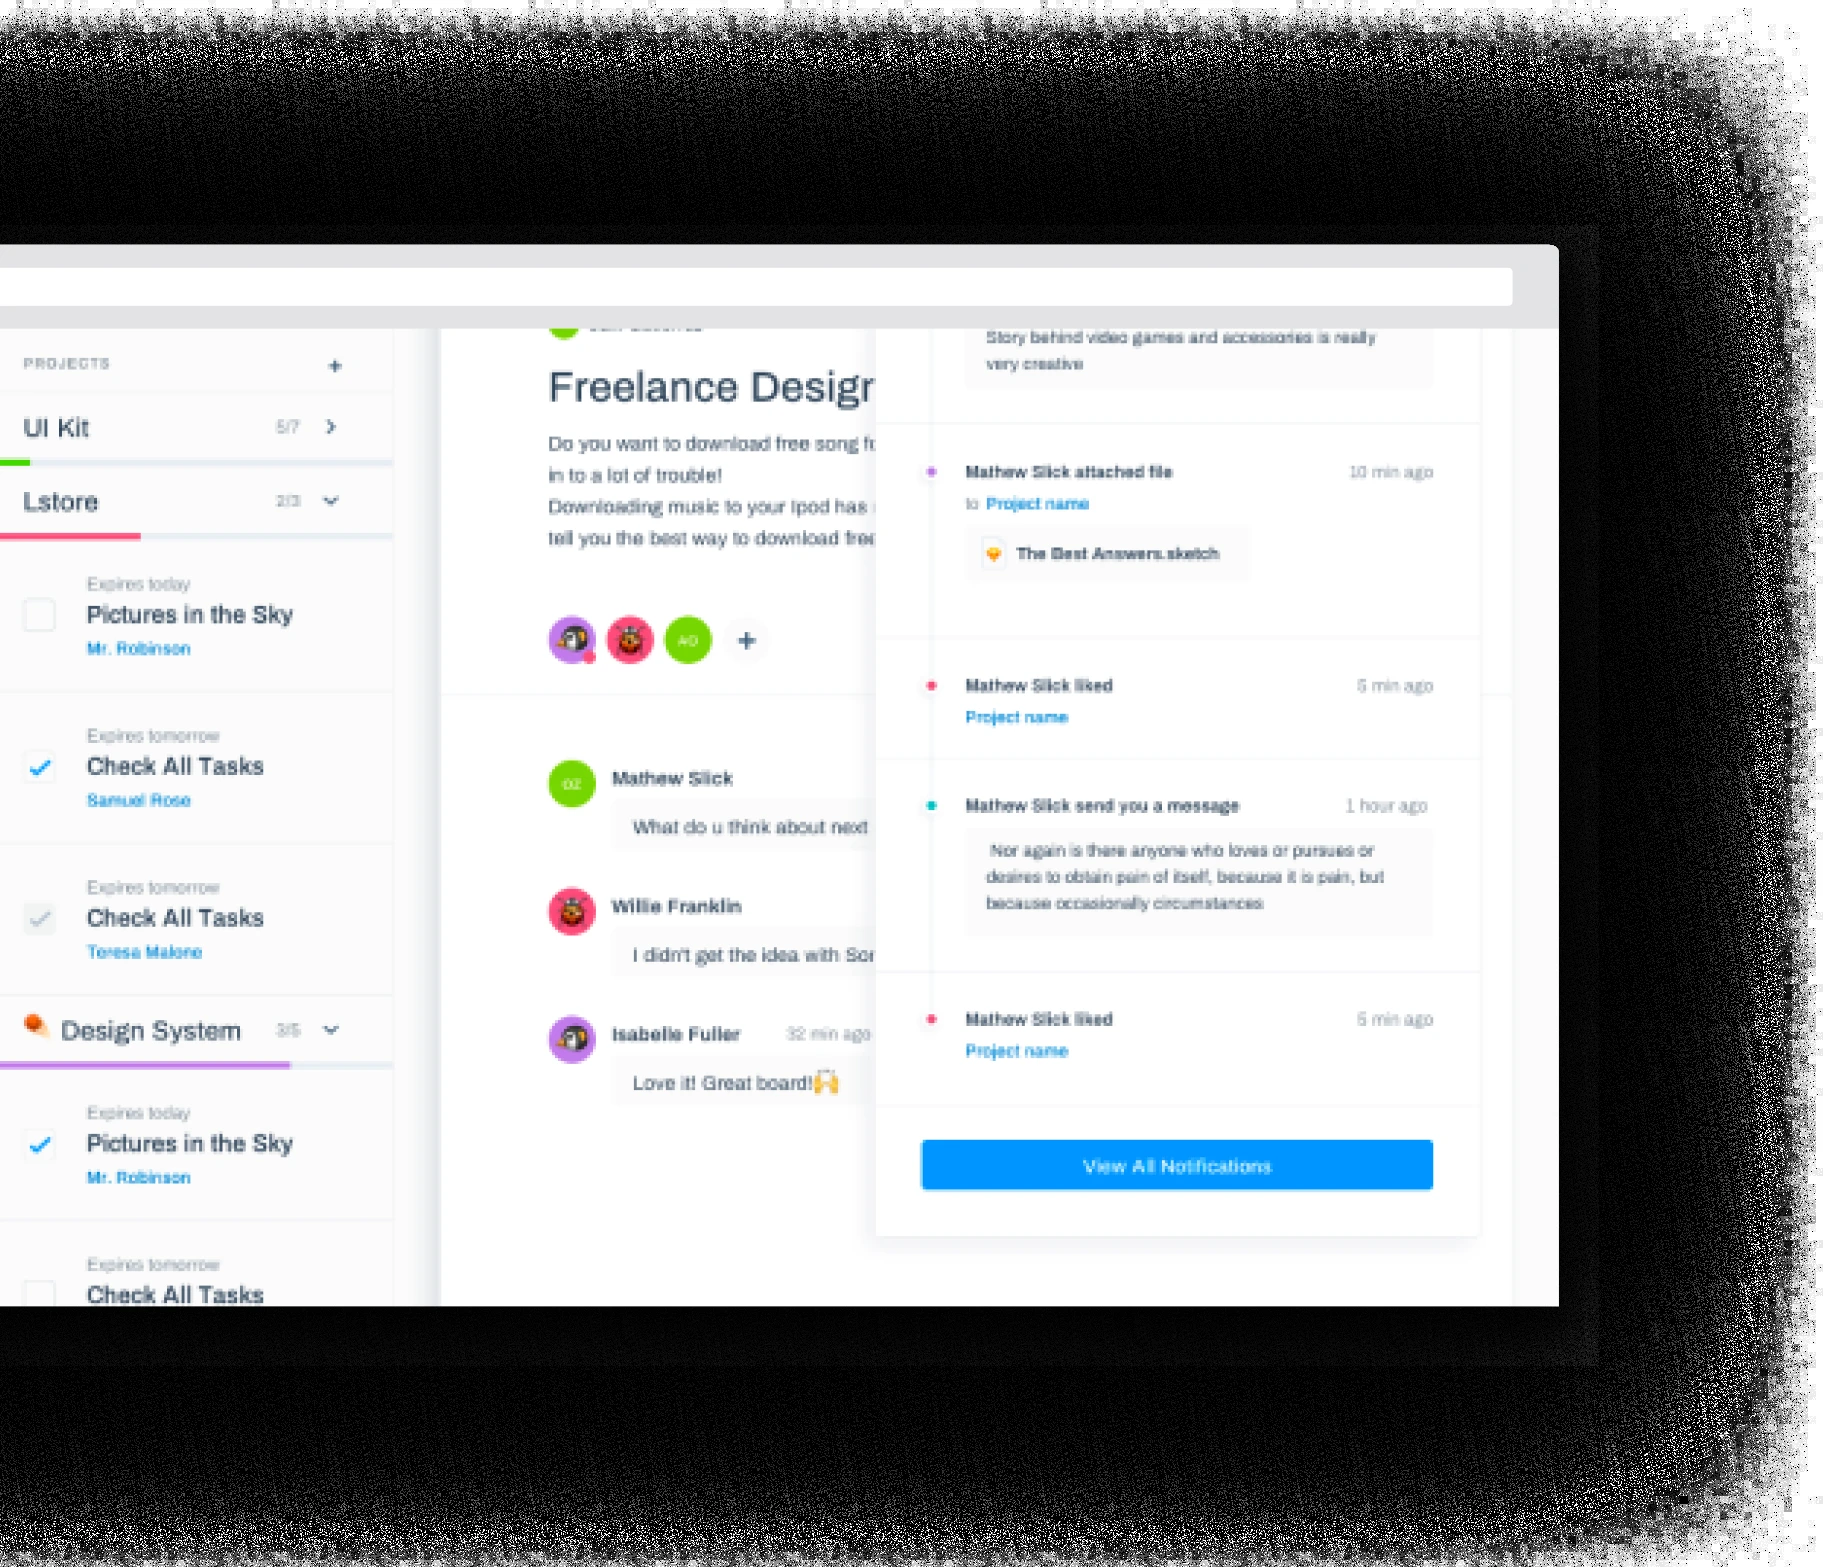 PROJECTS
UI Kit 5/7
Lstore 2/3
Expires today
Pictures in the Sky
Mr. Robinson
Expires tomorrow
Check All Tasks
Samuel Rose
Expires tomorrow
Check All Tasks
Teresa Malone
Design System 3/5
Expires today
Pictures in the Sky
Mr. Robinson
Expires tomorrow
Check All Tasks
Freelance Design
Do you want to download free song
in to a lot of trouble!
Downloading music to your Ipod has
tell you the best way to download free
AO
OZ
Mathew Slick
What do u think about next
Willie Franklin
I didn't get the idea with
Isabelle Fuller 32 min ago
Love it! Great board!🙌
Story behind video games and accessories is really
very creative
Mathew Slick attached file 10 min ago
to Project name
The Best Answers.sketch
Mathew Slick liked 5 min ago
Project name
Mathew Slick send you a message 1 hour ago
Nor again is there anyone who loves or pursues or
desires to obtain pain of itself, because it is pain, but
because occasionally circumstances
Mathew Slick liked 5 min ago
Project name
View All Notifications